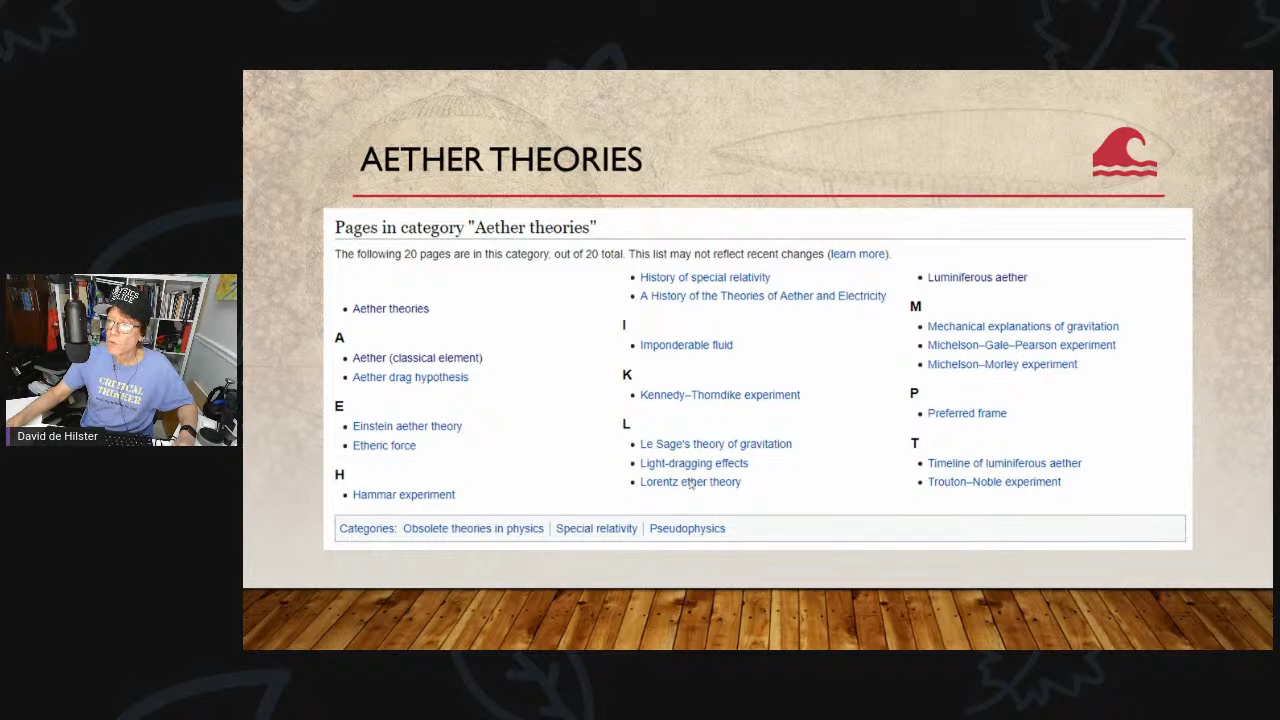 AETHER THEORIES
Pages in category "Aether theories"
The following 20 pages are in this category, out of 20 total. This list may not reflect recent changes (learn more).
Aether theories
A
Aether (classical element)
Aether drag hypothesis
E
Einstein aether theory
Etheric force
H
Hammar experiment
History of special relativity
A History of the Theories of Aether and Electricity
I
Imponderable fluid
K
Kennedy–Thorndike experiment
L
Le Sage's theory of gravitation
Light-dragging effects
Lorentz ether theory
Luminiferous aether
M
Mechanical explanations of gravitation
Michelson–Gale–Pearson experiment
Michelson–Morley experiment
P
Preferred frame
T
Timeline of luminiferous aether
Trouton–Noble experiment
Categories: Obsolete theories in physics | Special relativity | Pseudophysics
CRITICAL
THINKER
David de Hilster